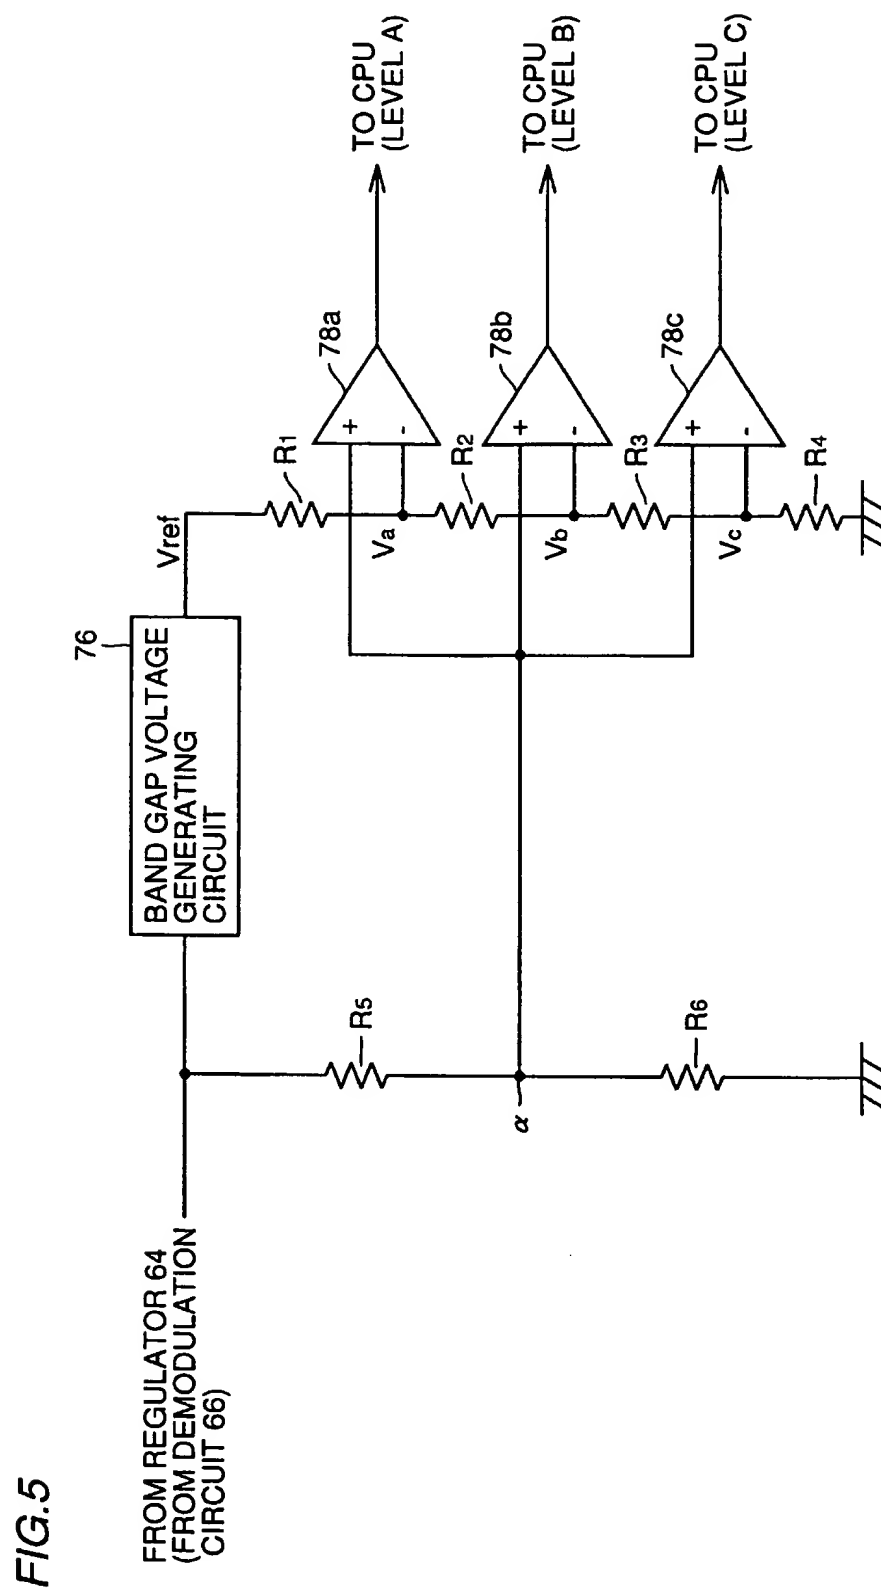 FIG.5
FROM REGULATOR 64
(FROM DEMODULATION
CIRCUIT 66)
76
BAND GAP VOLTAGE
GENERATING
CIRCUIT
Vref
R1
R2
R3
R4
R5
R6
α
Va
Vb
Vc
78a
+
-
78b
+
-
78c
+
-
TO CPU
(LEVEL A)
TO CPU
(LEVEL B)
TO CPU
(LEVEL C)